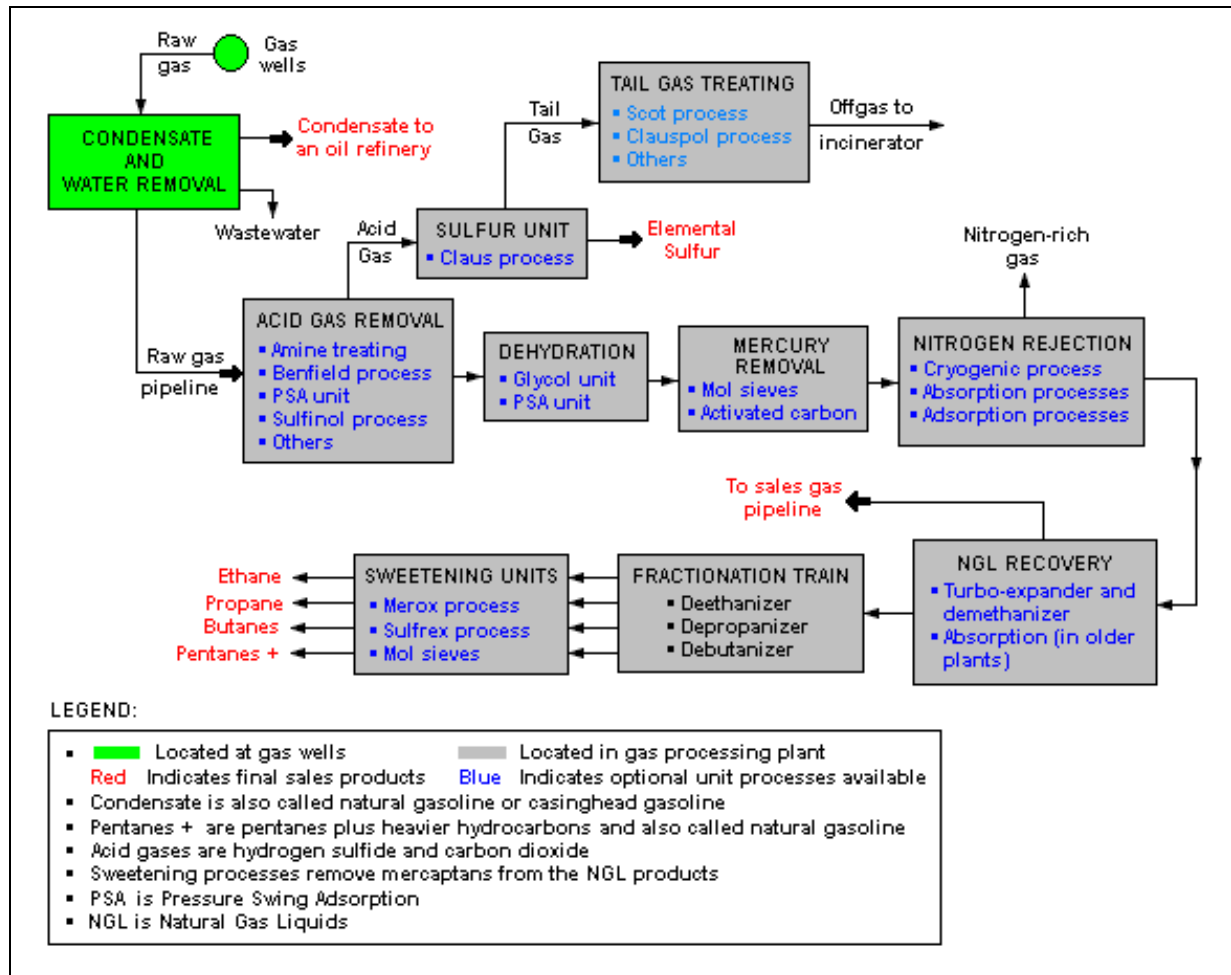 Raw
gas
Gas
wells
CONDENSATE
AND
WATER REMOVAL
Condensate to
an oil refinery
Wastewater
TAIL GAS TREATING
▪ Scot process
▪ Clauspol process
▪ Others
Tail
Gas
Offgas to
incinerator
Acid
Gas
SULFUR UNIT
▪ Claus process
Elemental
Sulfur
Nitrogen-rich
gas
Raw gas
pipeline
ACID GAS REMOVAL
▪ Amine treating
▪ Benfield process
▪ PSA unit
▪ Sulfinol process
▪ Others
DEHYDRATION
▪ Glycol unit
▪ PSA unit
MERCURY
REMOVAL
▪ Mol sieves
▪ Activated carbon
NITROGEN REJECTION
▪ Cryogenic process
▪ Absorption processes
▪ Adsorption processes
To sales gas
pipeline
NGL RECOVERY
▪ Turbo-expander and
demethanizer
▪ Absorption (in older
plants)
FRACTIONATION TRAIN
▪ Deethanizer
▪ Depropanizer
▪ Debutanizer
SWEETENING UNITS
▪ Merox process
▪ Sulfrex process
▪ Mol sieves
Ethane
Propane
Butanes
Pentanes +
LEGEND:
▪ Located at gas wells Located in gas processing plant
Red Indicates final sales products Blue Indicates optional unit processes available
▪ Condensate is also called natural gasoline or casinghead gasoline
▪ Pentanes + are pentanes plus heavier hydrocarbons and also called natural gasoline
▪ Acid gases are hydrogen sulfide and carbon dioxide
▪ Sweetening processes remove mercaptans from the NGL products
▪ PSA is Pressure Swing Adsorption
▪ NGL is Natural Gas Liquids